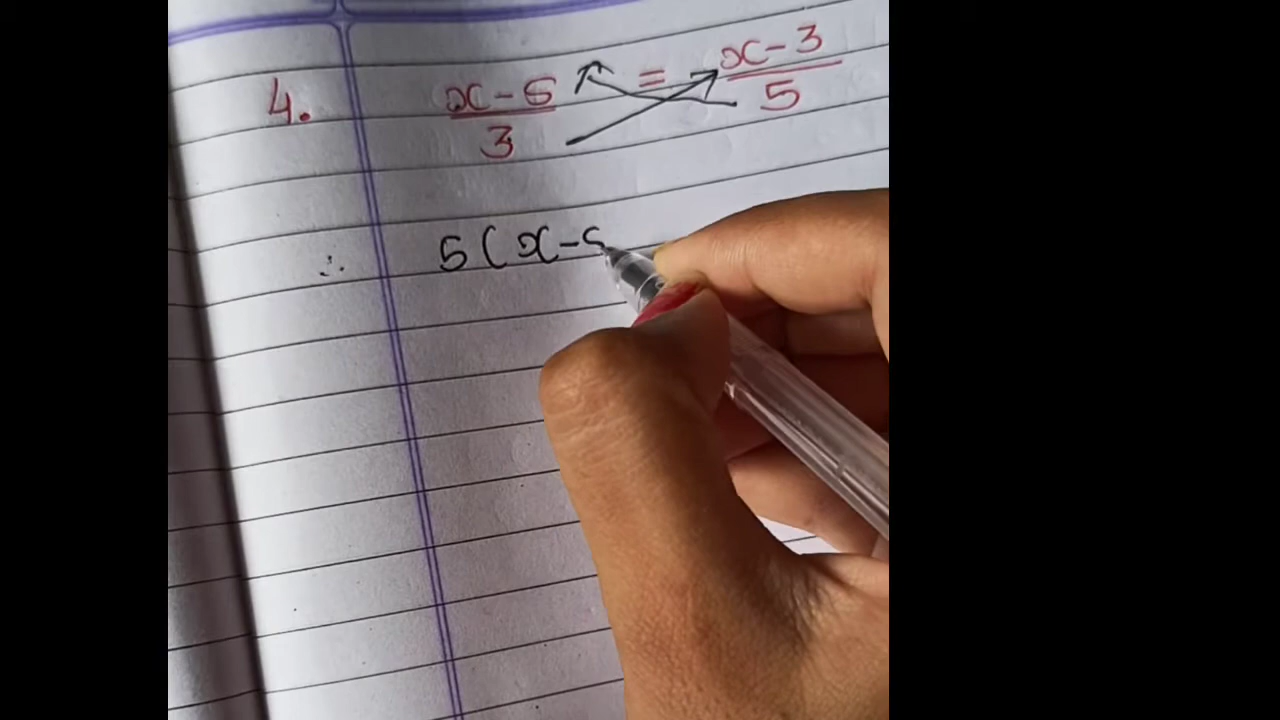 4. x - 5 / 3 = x - 3 / 5
∴ 5 ( x - 5